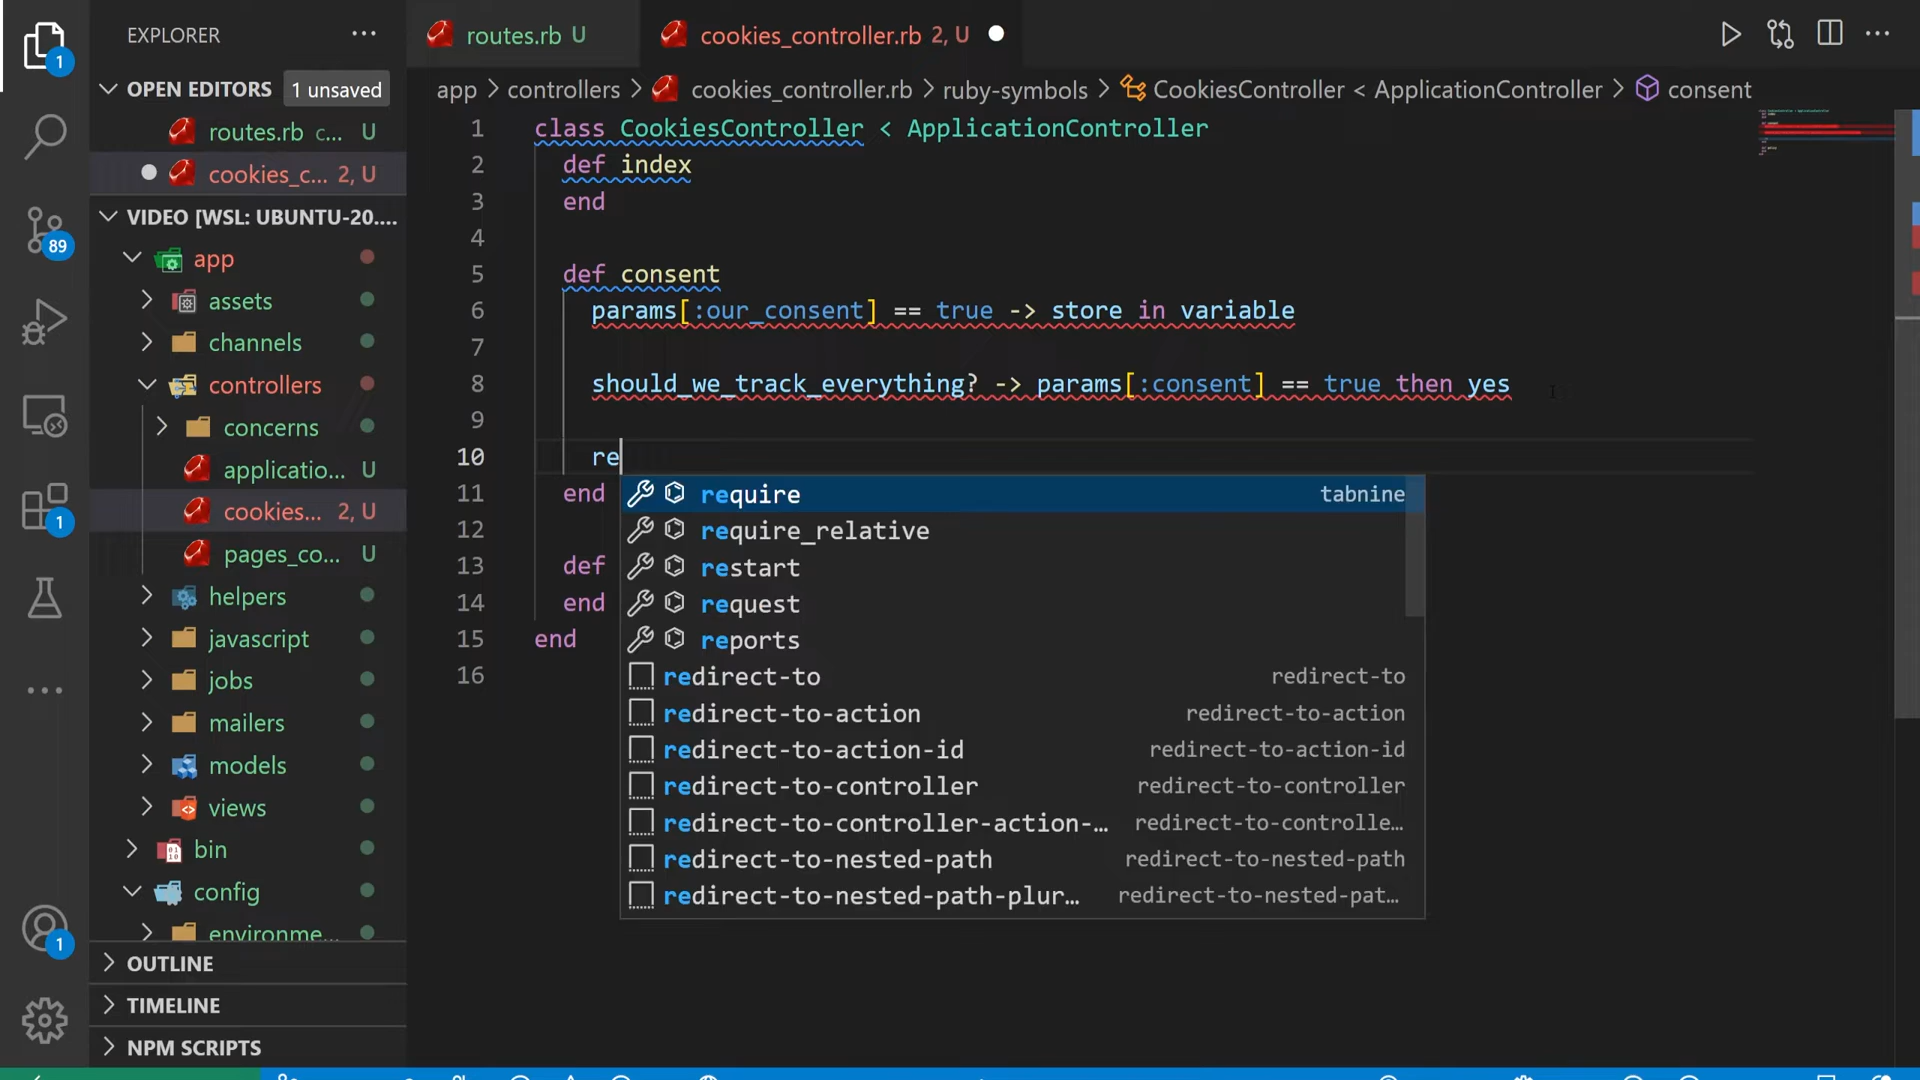 EXPLORER
routes.rb U
cookies_controller.rb 2, U
OPEN EDITORS 1 unsaved
app > controllers > cookies_controller.rb > ruby-symbols > CookiesController < ApplicationController > consent
routes.rb c... U
cookies_c... 2, U
VIDEO [WSL: UBUNTU-20....
app
assets
channels
controllers
concerns
applicatio... U
cookies... 2, U
pages_co... U
helpers
javascript
jobs
mailers
models
views
bin
config
environme...
OUTLINE
TIMELINE
NPM SCRIPTS
1
89
1
1
1 class CookiesController < ApplicationController
2 def index
3 end
4
5 def consent
6 params[:our_consent] == true -> store in variable
7
8 should_we_track_everything? -> params[:consent] == true then yes
9
10 re
11 end
12
13 def
14 end
15 end
16
require tabnine
require_relative
restart
request
reports
redirect-to redirect-to
redirect-to-action redirect-to-action
redirect-to-action-id redirect-to-action-id
redirect-to-controller redirect-to-controller
redirect-to-controller-action-... redirect-to-controlle...
redirect-to-nested-path redirect-to-nested-path
redirect-to-nested-path-plur... redirect-to-nested-pat...